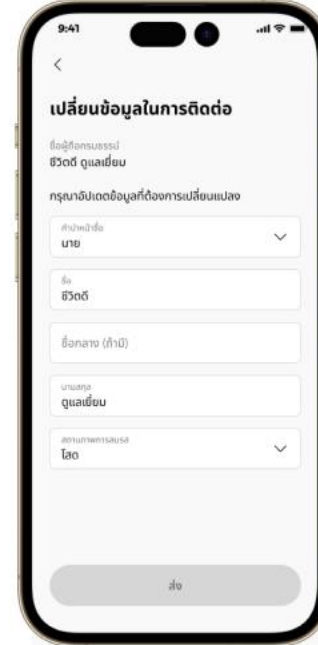 9:41
เปลี่ยนข้อมูลในการติดต่อ
ชื่อผู้ถือกรมธรรม์
ชีวิตดี ดูแลเยี่ยม
กรุณาอัปเดตข้อมูลที่ต้องการเปลี่ยนแปลง
คำนำหน้าชื่อ
นาย
ชื่อ
ชีวิตดี
ชื่อกลาง (ถ้ามี)
นามสกุล
ดูแลเยี่ยม
สถานภาพการสมรส
โสด
ส่ง